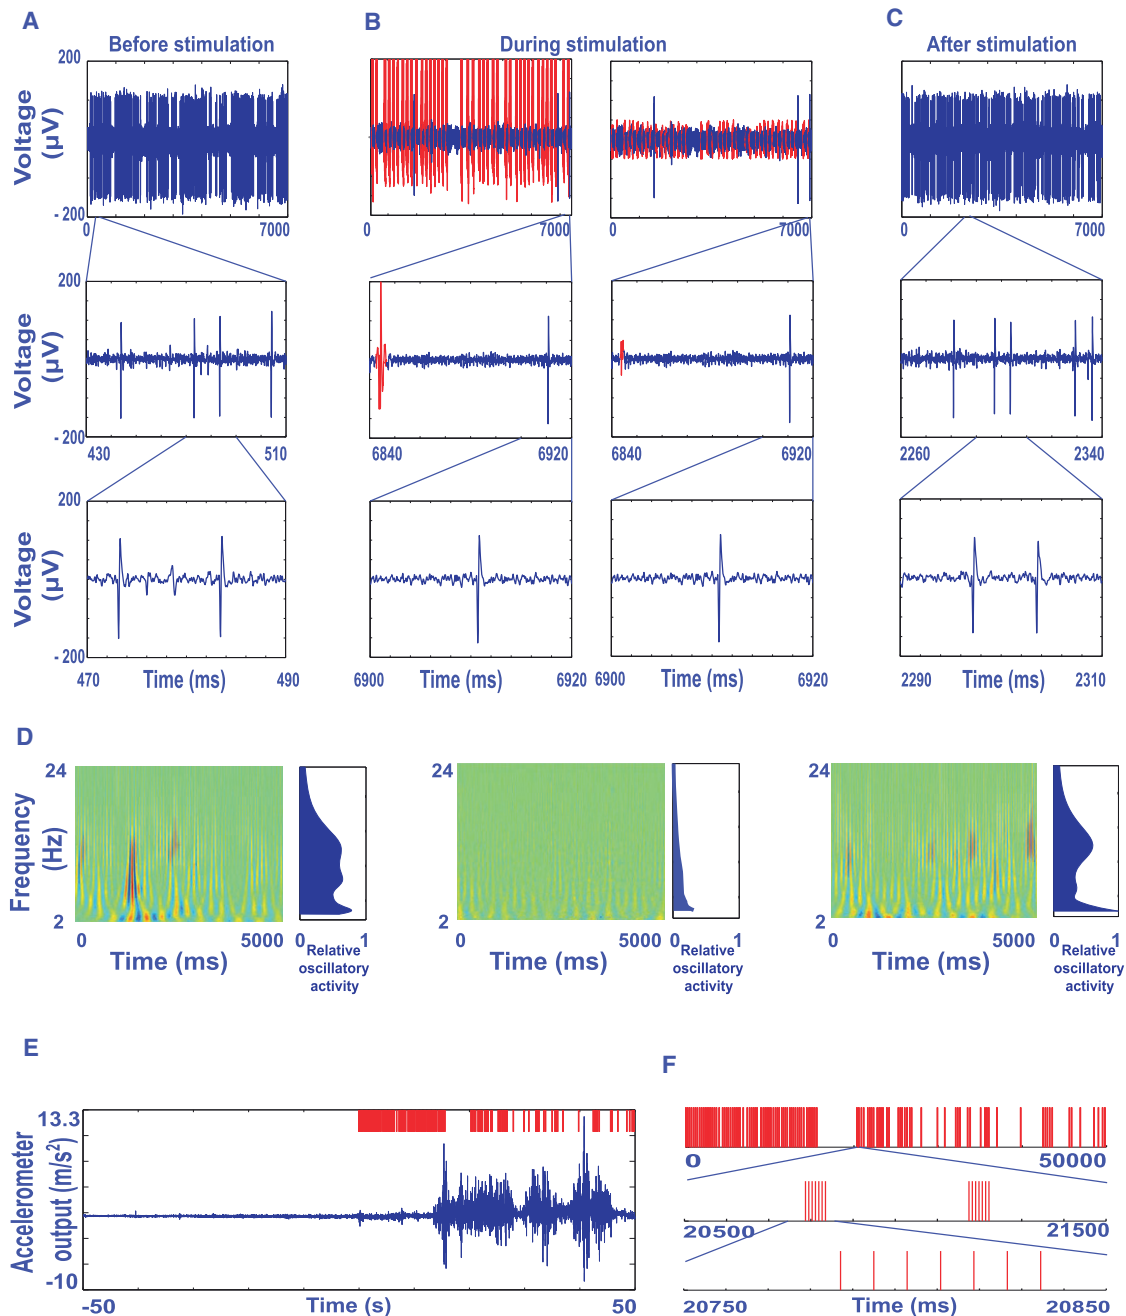 A
B
C
Before stimulation
During stimulation
After stimulation
200
Voltage
(µV)
- 200
0
7000
0
7000
0
7000
0
7000
200
Voltage
(µV)
- 200
430
510
6840
6920
6840
6920
2260
2340
200
Voltage
(µV)
- 200
470
Time (ms)
490
6900
Time (ms)
6920
6900
Time (ms)
6920
2290
Time (ms)
2310
D
24
Frequency
(Hz)
2
0
5000
Time (ms)
0
1
Relative
oscillatory
activity
24
2
0
5000
Time (ms)
0
1
Relative
oscillatory
activity
24
2
0
5000
Time (ms)
0
1
Relative
oscillatory
activity
E
13.3
Accelerometer
output (m/s²)
-10
-50
Time (s)
50
F
0
50000
20500
21500
20750
Time (ms)
20850